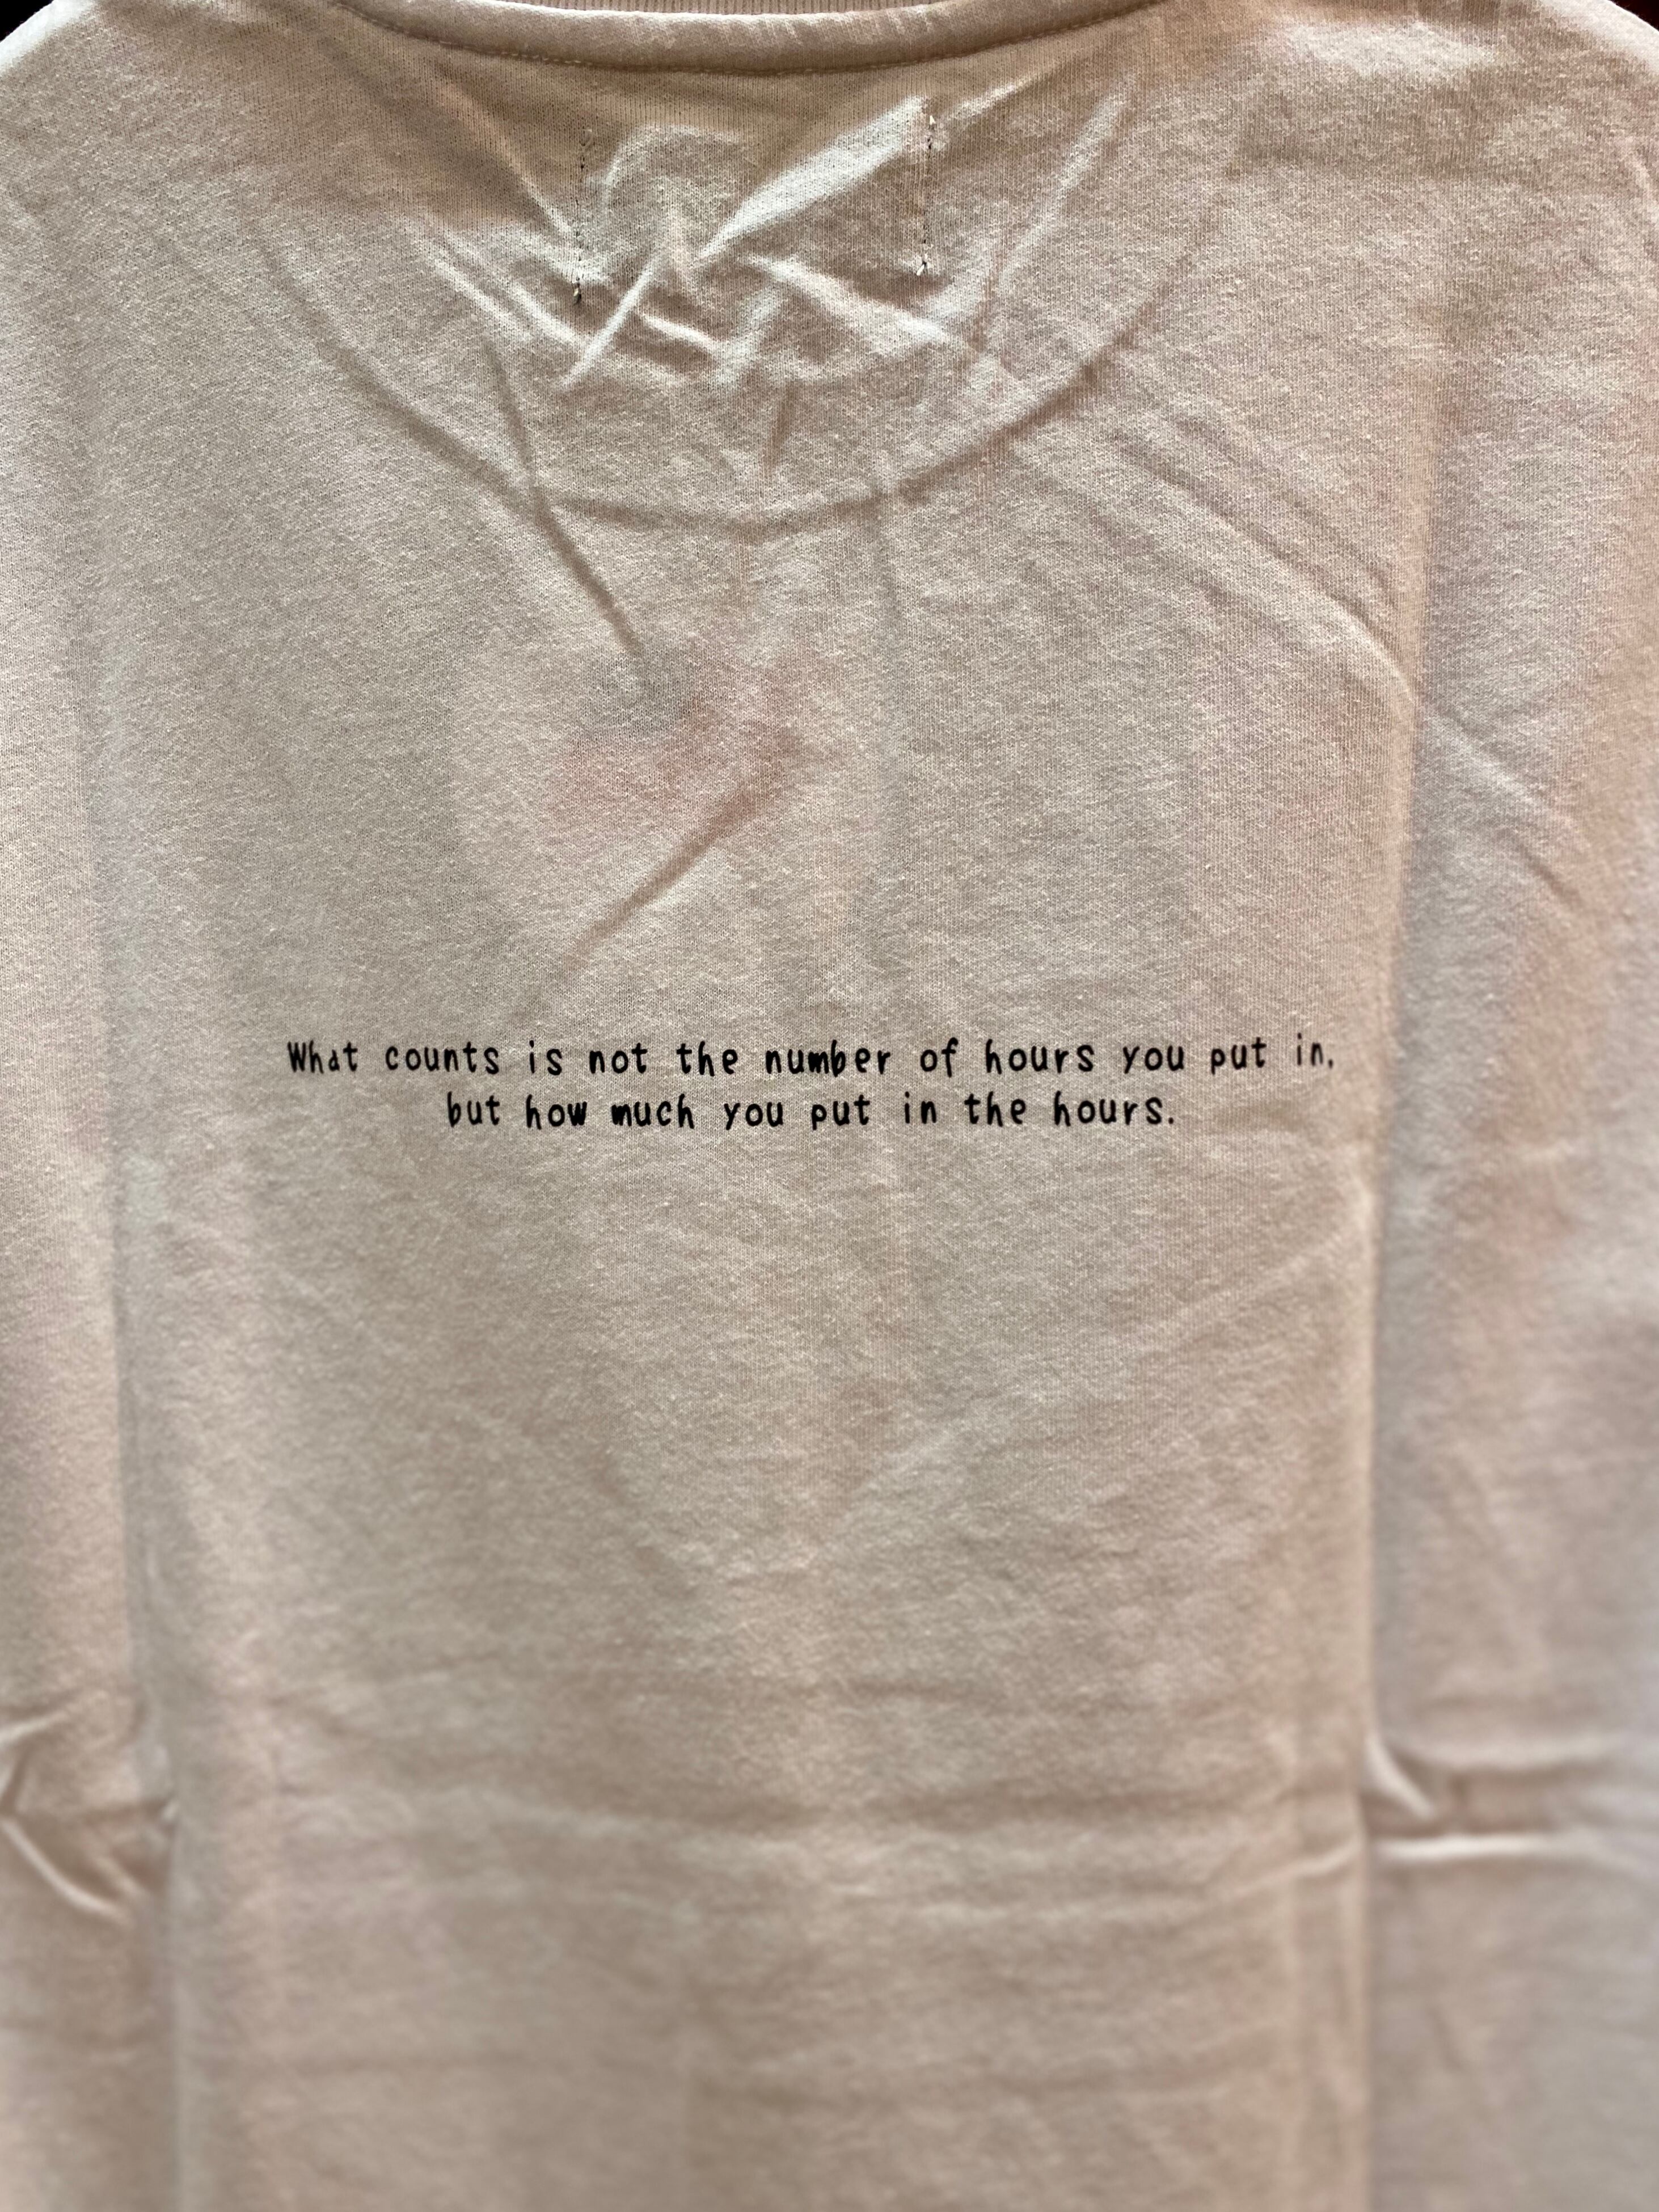 What counts is not the number of hours you put in,
but how much you put in the hours.